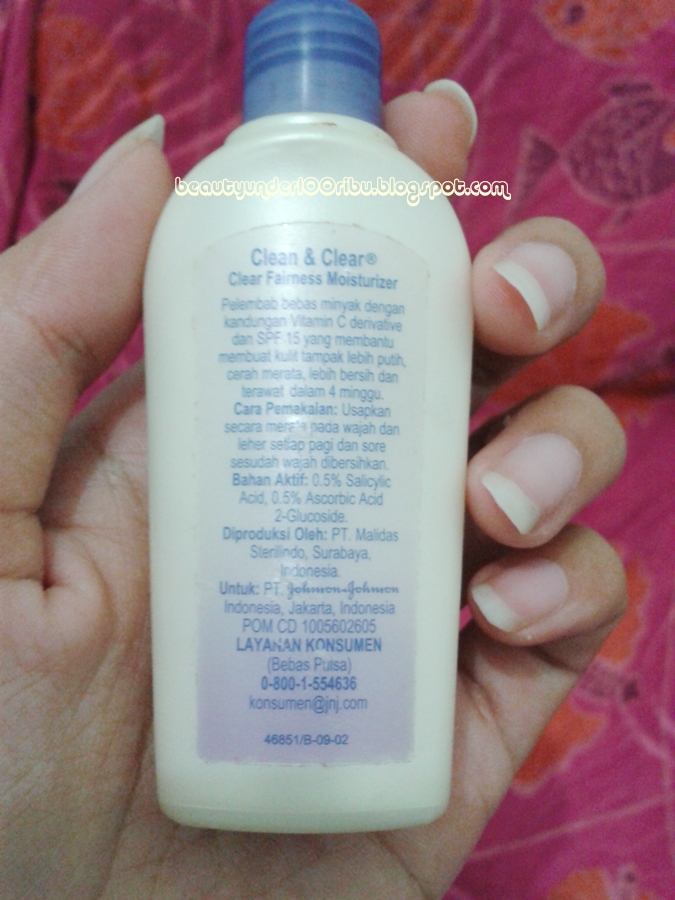 beautyunder100ribu.blogspot.com
Clean & Clear®
Clear Fairness Moisturizer
Pelembab bebas minyak dengan
kandungan Vitamin C derivative
dan SPF 15 yang membantu
membuat kulit tampak lebih putih,
cerah merata, lebih bersih dan
terawat dalam 4 minggu.
Cara Pemakaian: Usapkan
secara merata pada wajah dan
leher setiap pagi dan sore
sesudah wajah dibersihkan.
Bahan Aktif: 0.5% Salicylic
Acid, 0.5% Ascorbic Acid
2-Glucoside.
Diproduksi Oleh: PT. Malidas
Sterilindo, Surabaya,
Indonesia.
Untuk: PT. Johnson & Johnson
Indonesia, Jakarta, Indonesia
POM CD 1005602605
LAYANAN KONSUMEN
(Bebas Pulsa)
0-800-1-554636
konsumen@jnj.com
46851/B-09-02